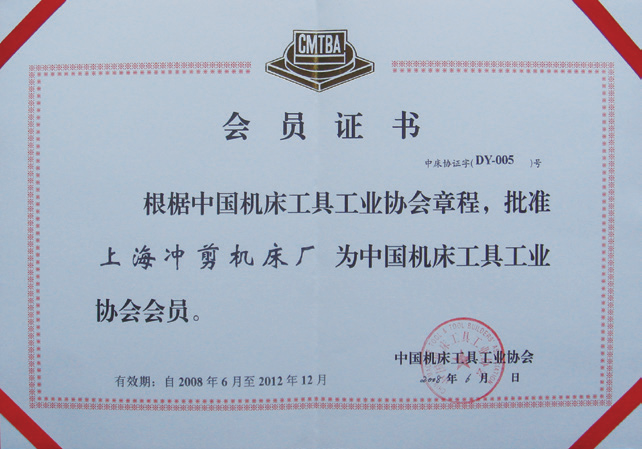 CMTBA
会员证书
中床协证字(DY-005)号
根椐中国机床工具工业协会章程，批准
上海冲剪机床厂 为中国机床工具工业
协会会员。
中国机床工具工业协会
2008年6月 日
有效期：自2008年6月至2012年12月